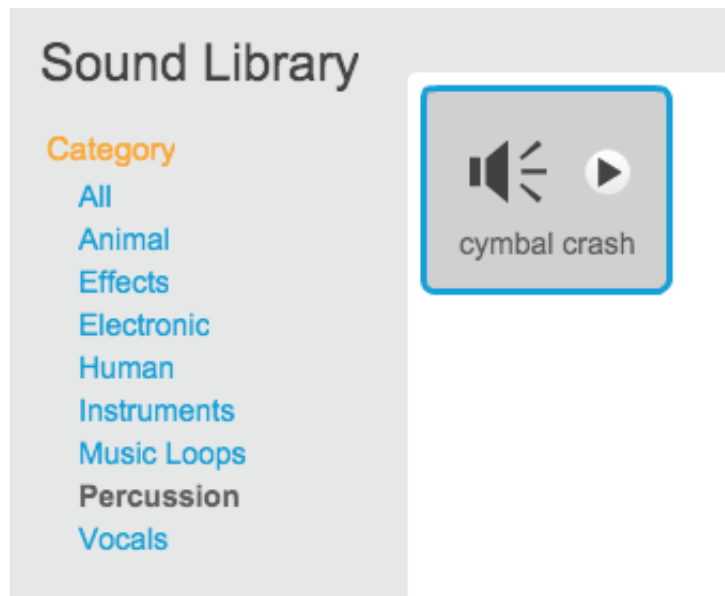 Sound Library
Category
All
Animal
Effects
Electronic
Human
Instruments
Music Loops
Percussion
Vocals
cymbal crash